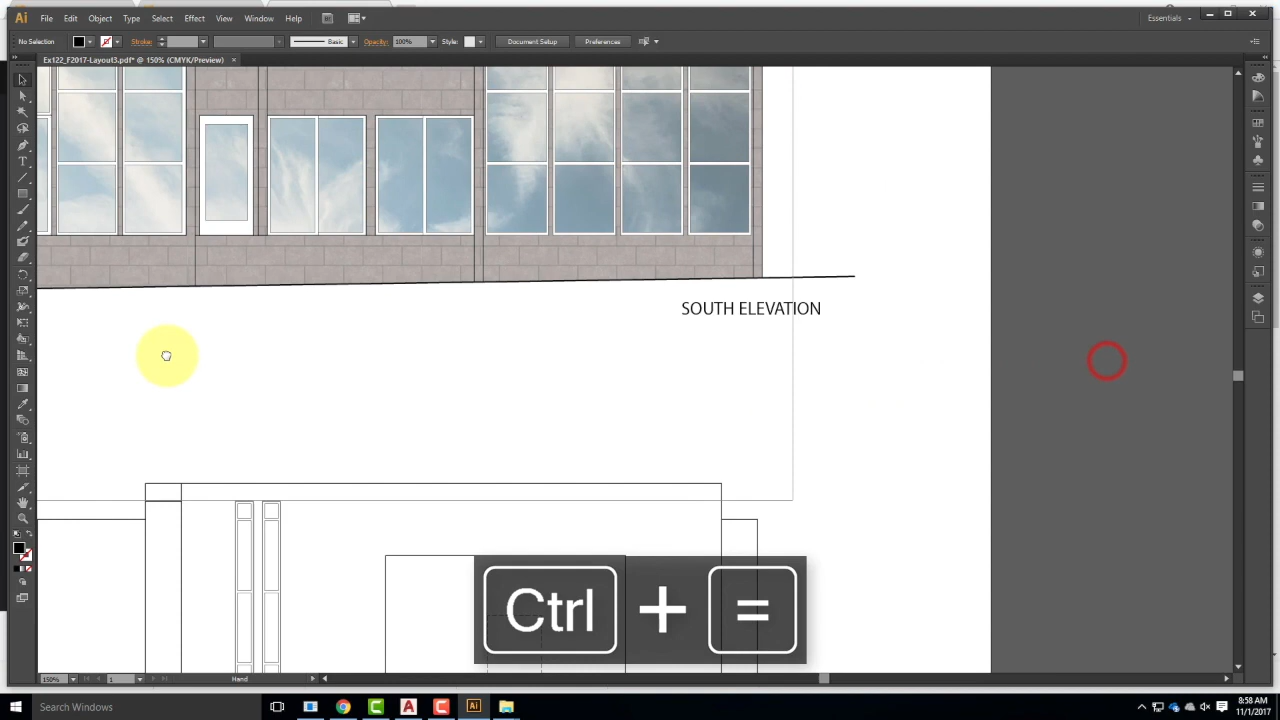 Ai File Edit Object Type Select Effect View Window Help Essentials
No Selection Stroke: Basic Opacity: 100% Style: Document Setup Preferences
Ex122_F2017-Layout3.pdf* @ 150% (CMYK/Preview) ×
SOUTH ELEVATION
Ctrl + =
150% 1 Hand
Search Windows
8:58 AM
11/1/2017